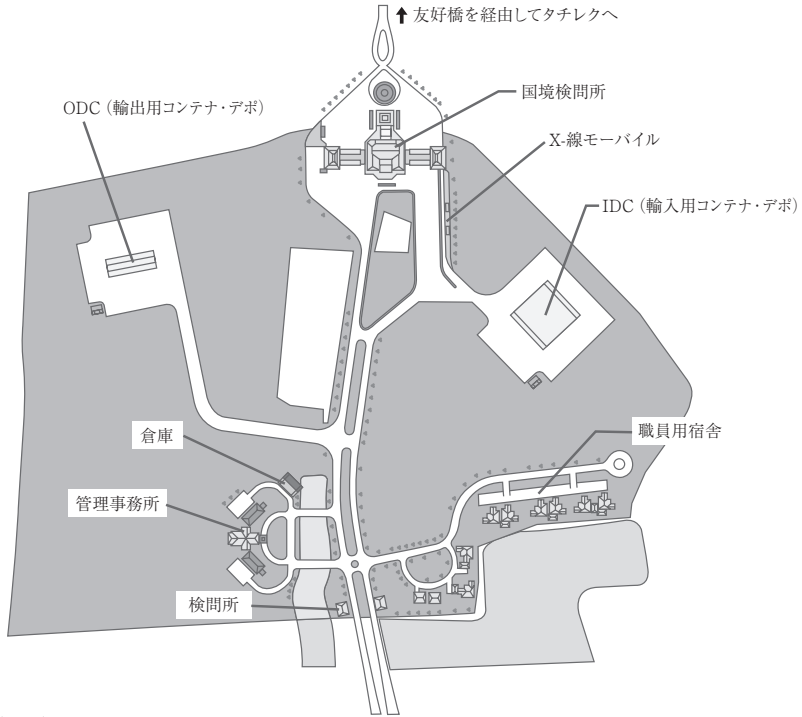 友好橋を経由してタチレクへ
国境検問所
ODC（輸出用コンテナ・デポ）
X-線モーバイル
IDC（輸入用コンテナ・デポ）
職員用宿舎
倉庫
管理事務所
検問所